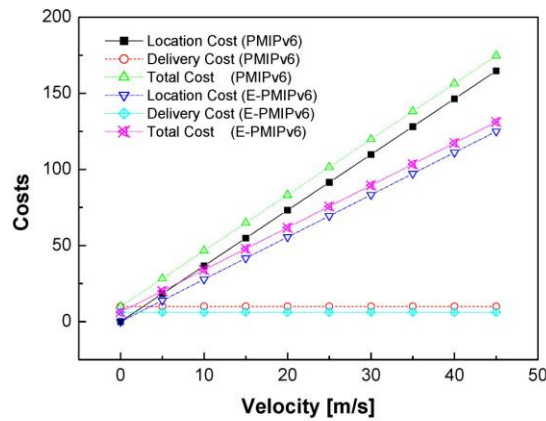 200
150
100
50
0
Costs
Location Cost (PMIPv6)
Delivery Cost (PMIPv6)
Total Cost (PMIPv6)
Location Cost (E-PMIPv6)
Delivery Cost (E-PMIPv6)
Total Cost (E-PMIPv6)
0 10 20 30 40 50
Velocity [m/s]